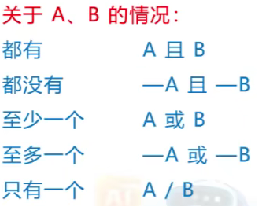 关于 A、B 的情况：
都有 A 且 B
都没有 —A 且 —B
至少一个 A 或 B
至多一个 —A 或 —B
只有一个 A / B